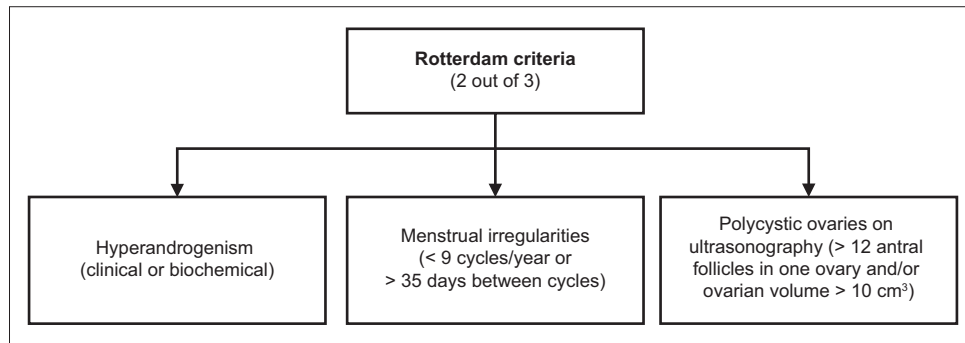 Rotterdam criteria
(2 out of 3)
Hyperandrogenism
(clinical or biochemical)
Menstrual irregularities
(< 9 cycles/year or
> 35 days between cycles)
Polycystic ovaries on
ultrasonography (> 12 antral
follicles in one ovary and/or
ovarian volume > 10 cm³)